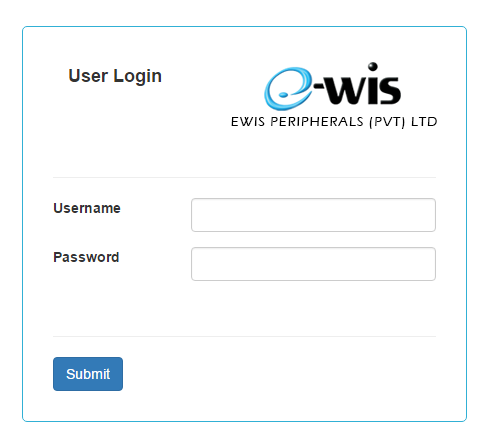 User Login
e-wis
EWIS PERIPHERALS (PVT) LTD
Username
Password
Submit